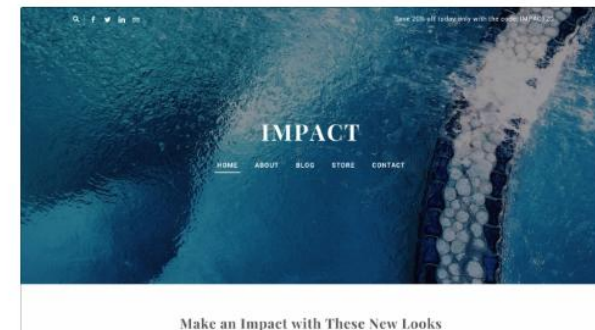 Save 20% off today only with the code: IMPACT20
IMPACT
HOME ABOUT BLOG STORE CONTACT
Make an Impact with These New Looks